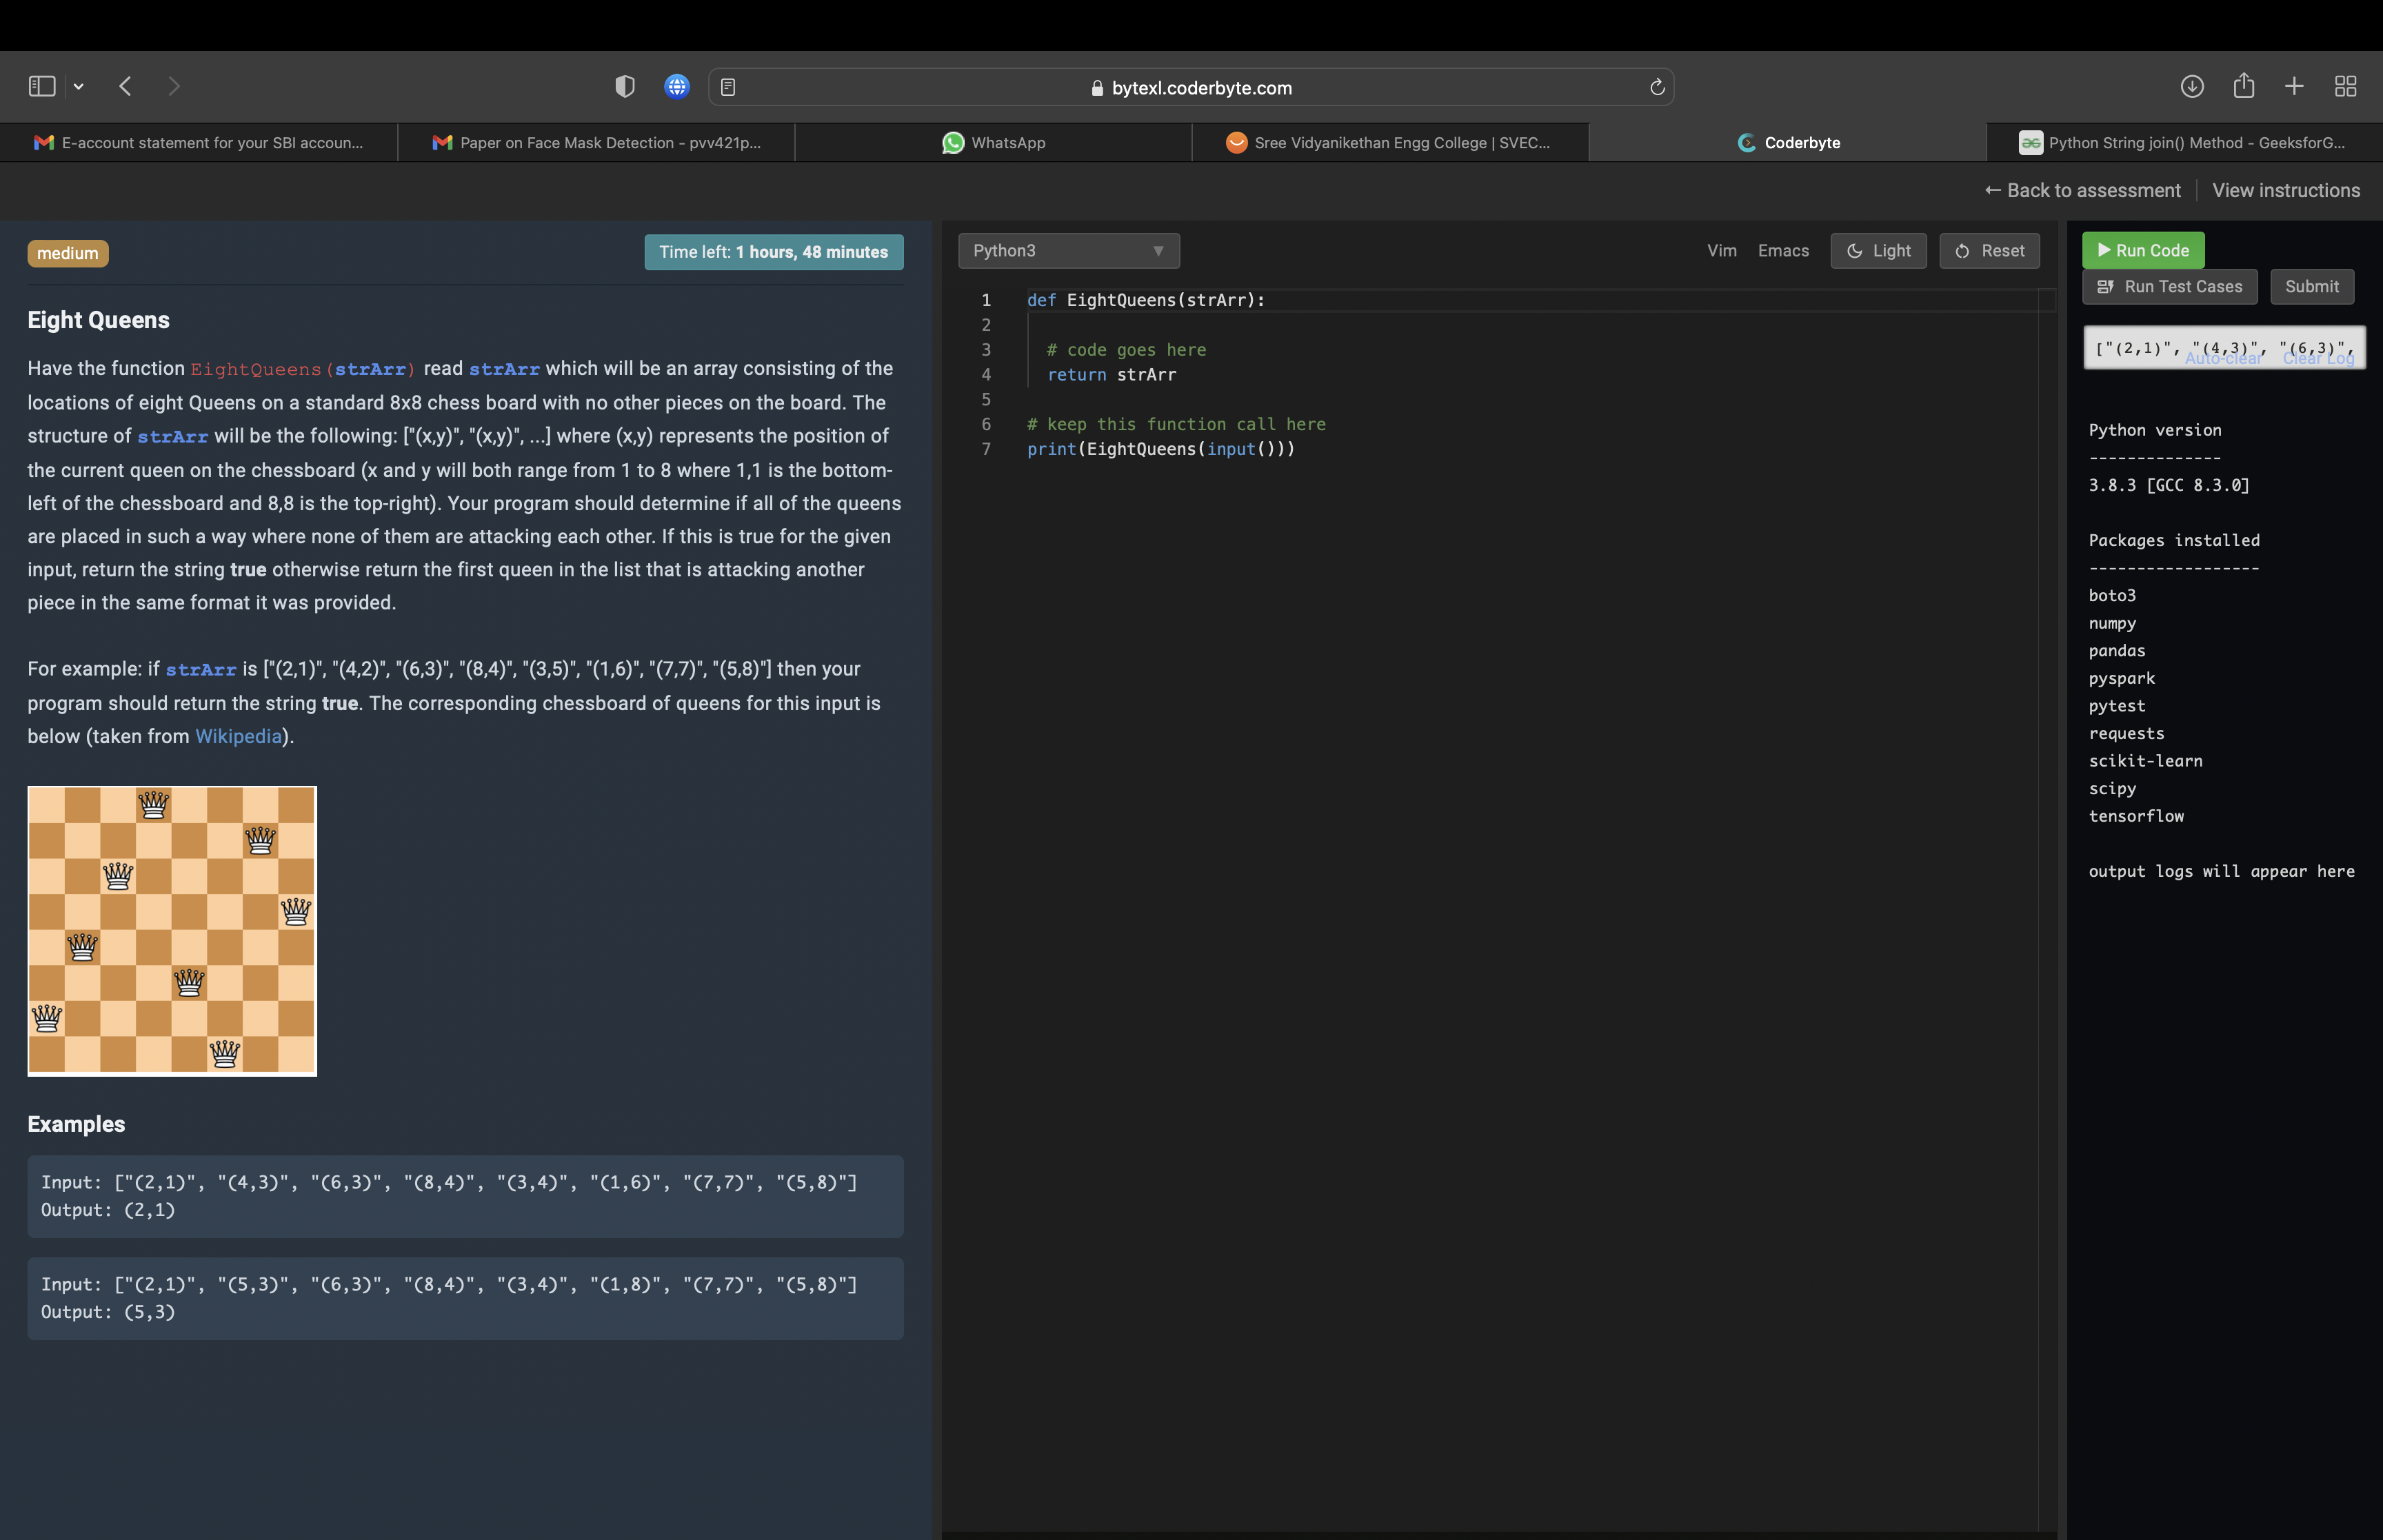 bytexl.coderbyte.com
E-account statement for your SBI accoun...
Paper on Face Mask Detection - pvv421p...
WhatsApp
Sree Vidyanikethan Engg College | SVEC...
Coderbyte
Python String join() Method - GeeksforG...
← Back to assessment
View instructions
medium
Time left: 1 hours, 48 minutes
Eight Queens
Have the function EightQueens(strArr) read strArr which will be an array consisting of the
locations of eight Queens on a standard 8x8 chess board with no other pieces on the board. The
structure of strArr will be the following: ["(x,y)", "(x,y)", ...] where (x,y) represents the position of
the current queen on the chessboard (x and y will both range from 1 to 8 where 1,1 is the bottom-
left of the chessboard and 8,8 is the top-right). Your program should determine if all of the queens
are placed in such a way where none of them are attacking each other. If this is true for the given
input, return the string true otherwise return the first queen in the list that is attacking another
piece in the same format it was provided.
For example: if strArr is ["(2,1)", "(4,2)", "(6,3)", "(8,4)", "(3,5)", "(1,6)", "(7,7)", "(5,8)"] then your
program should return the string true. The corresponding chessboard of queens for this input is
below (taken from Wikipedia).
Examples
Input: ["(2,1)", "(4,3)", "(6,3)", "(8,4)", "(3,4)", "(1,6)", "(7,7)", "(5,8)"]
Output: (2,1)
Input: ["(2,1)", "(5,3)", "(6,3)", "(8,4)", "(3,4)", "(1,8)", "(7,7)", "(5,8)"]
Output: (5,3)
Python3
Vim
Emacs
Light
Reset
1 def EightQueens(strArr):
2
3 # code goes here
4 return strArr
5
6 # keep this function call here
7 print(EightQueens(input()))
Run Code
Run Test Cases
Submit
["(2,1)", "(4,3)", "(6,3)",
Auto-clear
Clear Log
Python version
--------------
3.8.3 [GCC 8.3.0]
Packages installed
------------------
boto3
numpy
pandas
pyspark
pytest
requests
scikit-learn
scipy
tensorflow
output logs will appear here